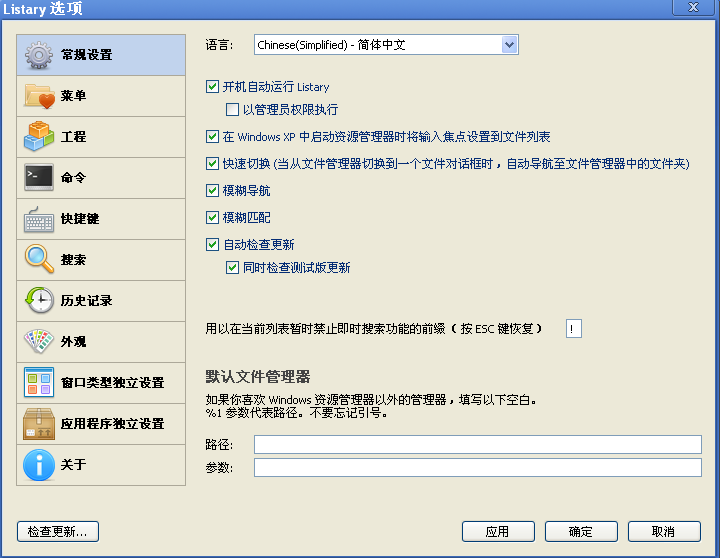 Listary 选项
常规设置
菜单
工程
命令
快捷键
搜索
历史记录
外观
窗口类型独立设置
应用程序独立设置
关于
语言:
Chinese(Simplified) - 简体中文
开机自动运行 Listary
以管理员权限执行
在 Windows XP 中启动资源管理器时将输入焦点设置到文件列表
快速切换 (当从文件管理器切换到一个文件对话框时，自动导航至文件管理器中的文件夹)
模糊导航
模糊匹配
自动检查更新
同时检查测试版更新
用以在当前列表暂时禁止即时搜索功能的前缀（ 按 ESC 键恢复 ） !
默认文件管理器
如果你喜欢 Windows 资源管理器以外的管理器，填写以下空白。
%1 参数代表路径。不要忘记引号。
路径:
参数:
检查更新... 应用 确定 取消